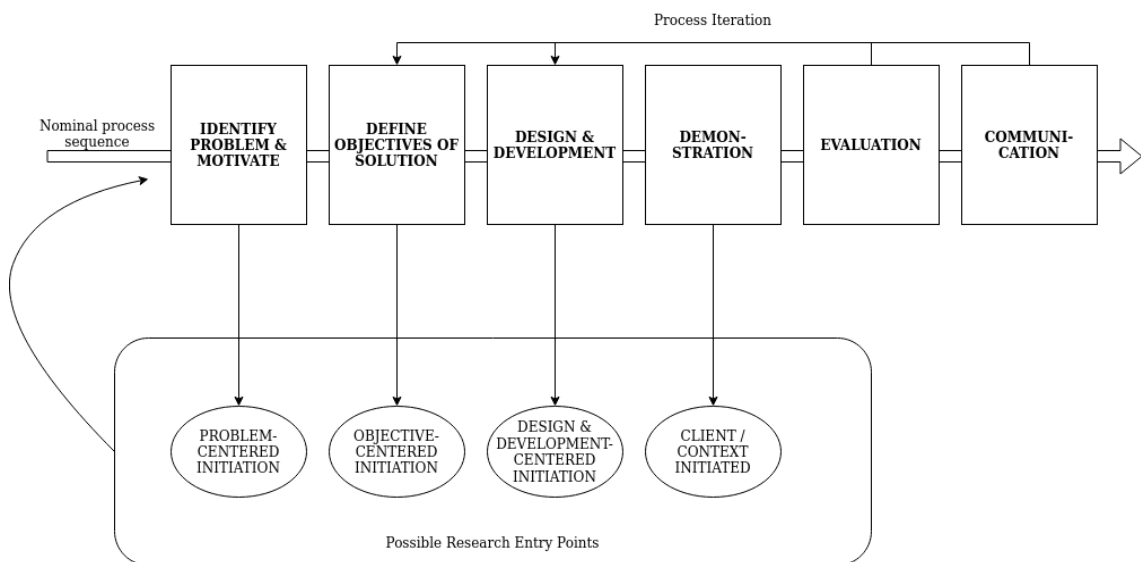 Process Iteration
Nominal process
sequence
IDENTIFY
PROBLEM &
MOTIVATE
DEFINE
OBJECTIVES OF
SOLUTION
DESIGN &
DEVELOPMENT
DEMON-
STRATION
EVALUATION
COMMUNI-
CATION
PROBLEM-
CENTERED
INITIATION
OBJECTIVE-
CENTERED
INITIATION
DESIGN &
DEVELOPMENT-
CENTERED
INITIATION
CLIENT /
CONTEXT
INITIATED
Possible Research Entry Points